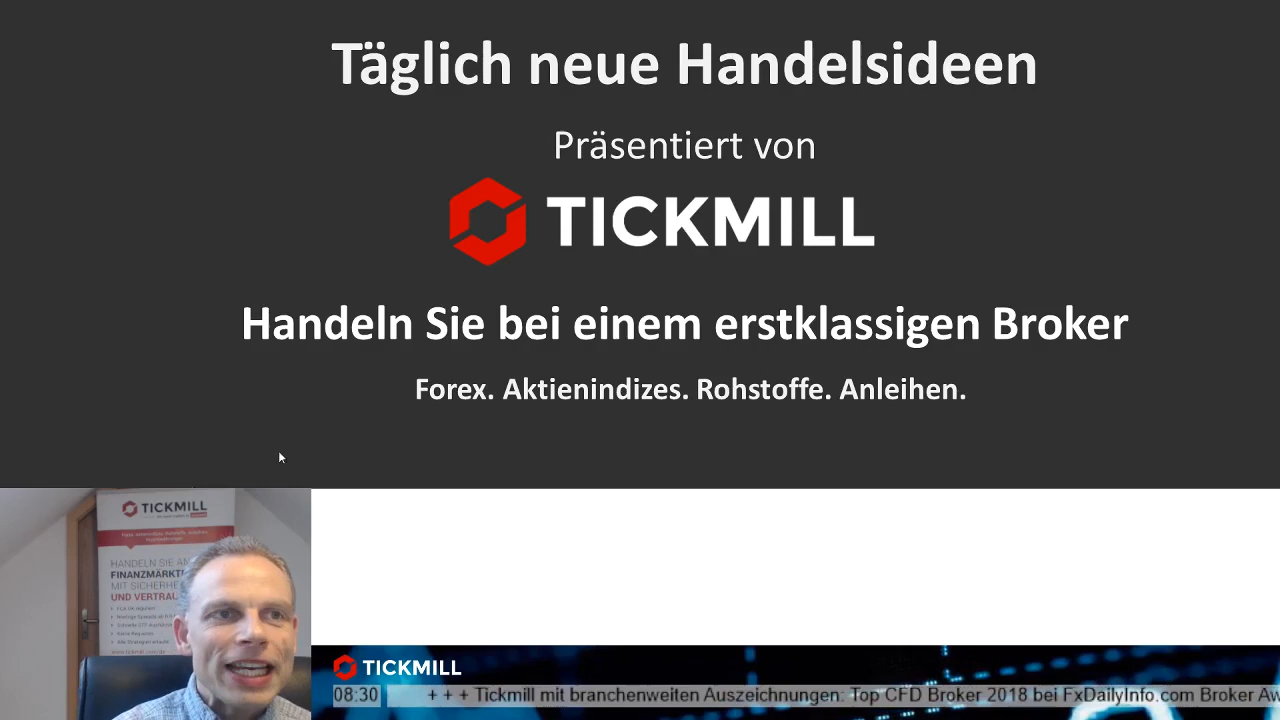 Täglich neue Handelsideen
Präsentiert von
TICKMILL
Handeln Sie bei einem erstklassigen Broker
Forex. Aktienindizes. Rohstoffe. Anleihen.
TICKMILL
HANDELN SIE AN
FINANZMÄRKT
MIT SICHERHE
UND VERTRAU
TICKMILL
08:30 + + + Tickmill mit branchenweiten Auszeichnungen: Top CFD Broker 2018 bei FxDailyInfo.com Broker Aw